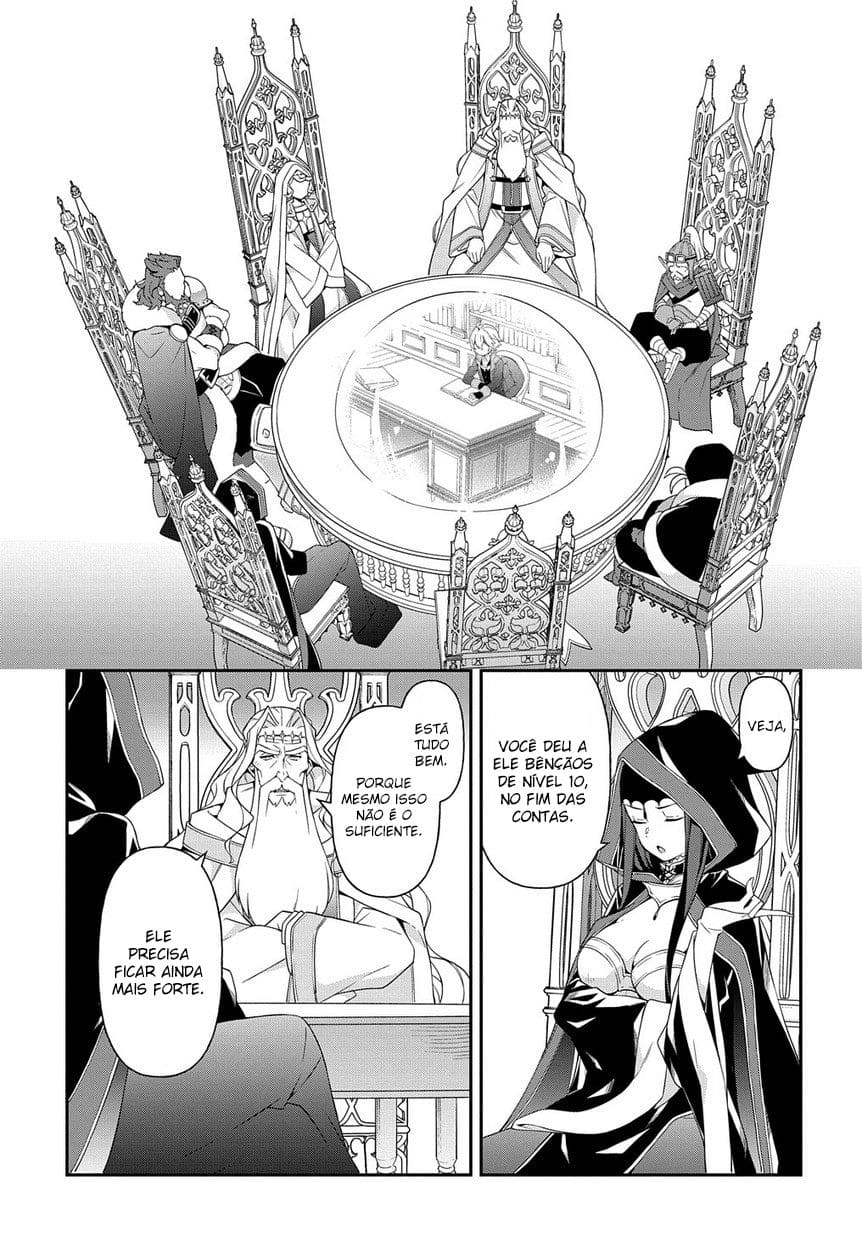 VEJA,
VOCÊ DEU A
ELE BÊNÇÃOS
DE NÍVEL 10,
NO FIM DAS
CONTAS.
ESTÁ
TUDO
BEM.
PORQUE
MESMO ISSO
NÃO É O
SUFICIENTE.
ELE
PRECISA
FICAR AINDA
MAIS FORTE.